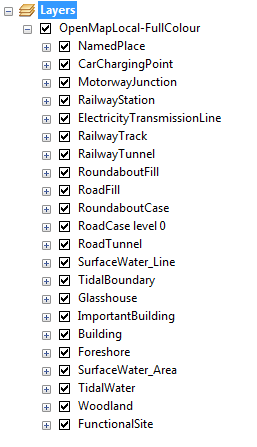 Layers
OpenMapLocal-FullColour
NamedPlace
CarChargingPoint
MotorwayJunction
RailwayStation
ElectricityTransmissionLine
RailwayTrack
RailwayTunnel
RoundaboutFill
RoadFill
RoundaboutCase
RoadCase level 0
RoadTunnel
SurfaceWater_Line
TidalBoundary
Glasshouse
ImportantBuilding
Building
Foreshore
SurfaceWater_Area
TidalWater
Woodland
FunctionalSite